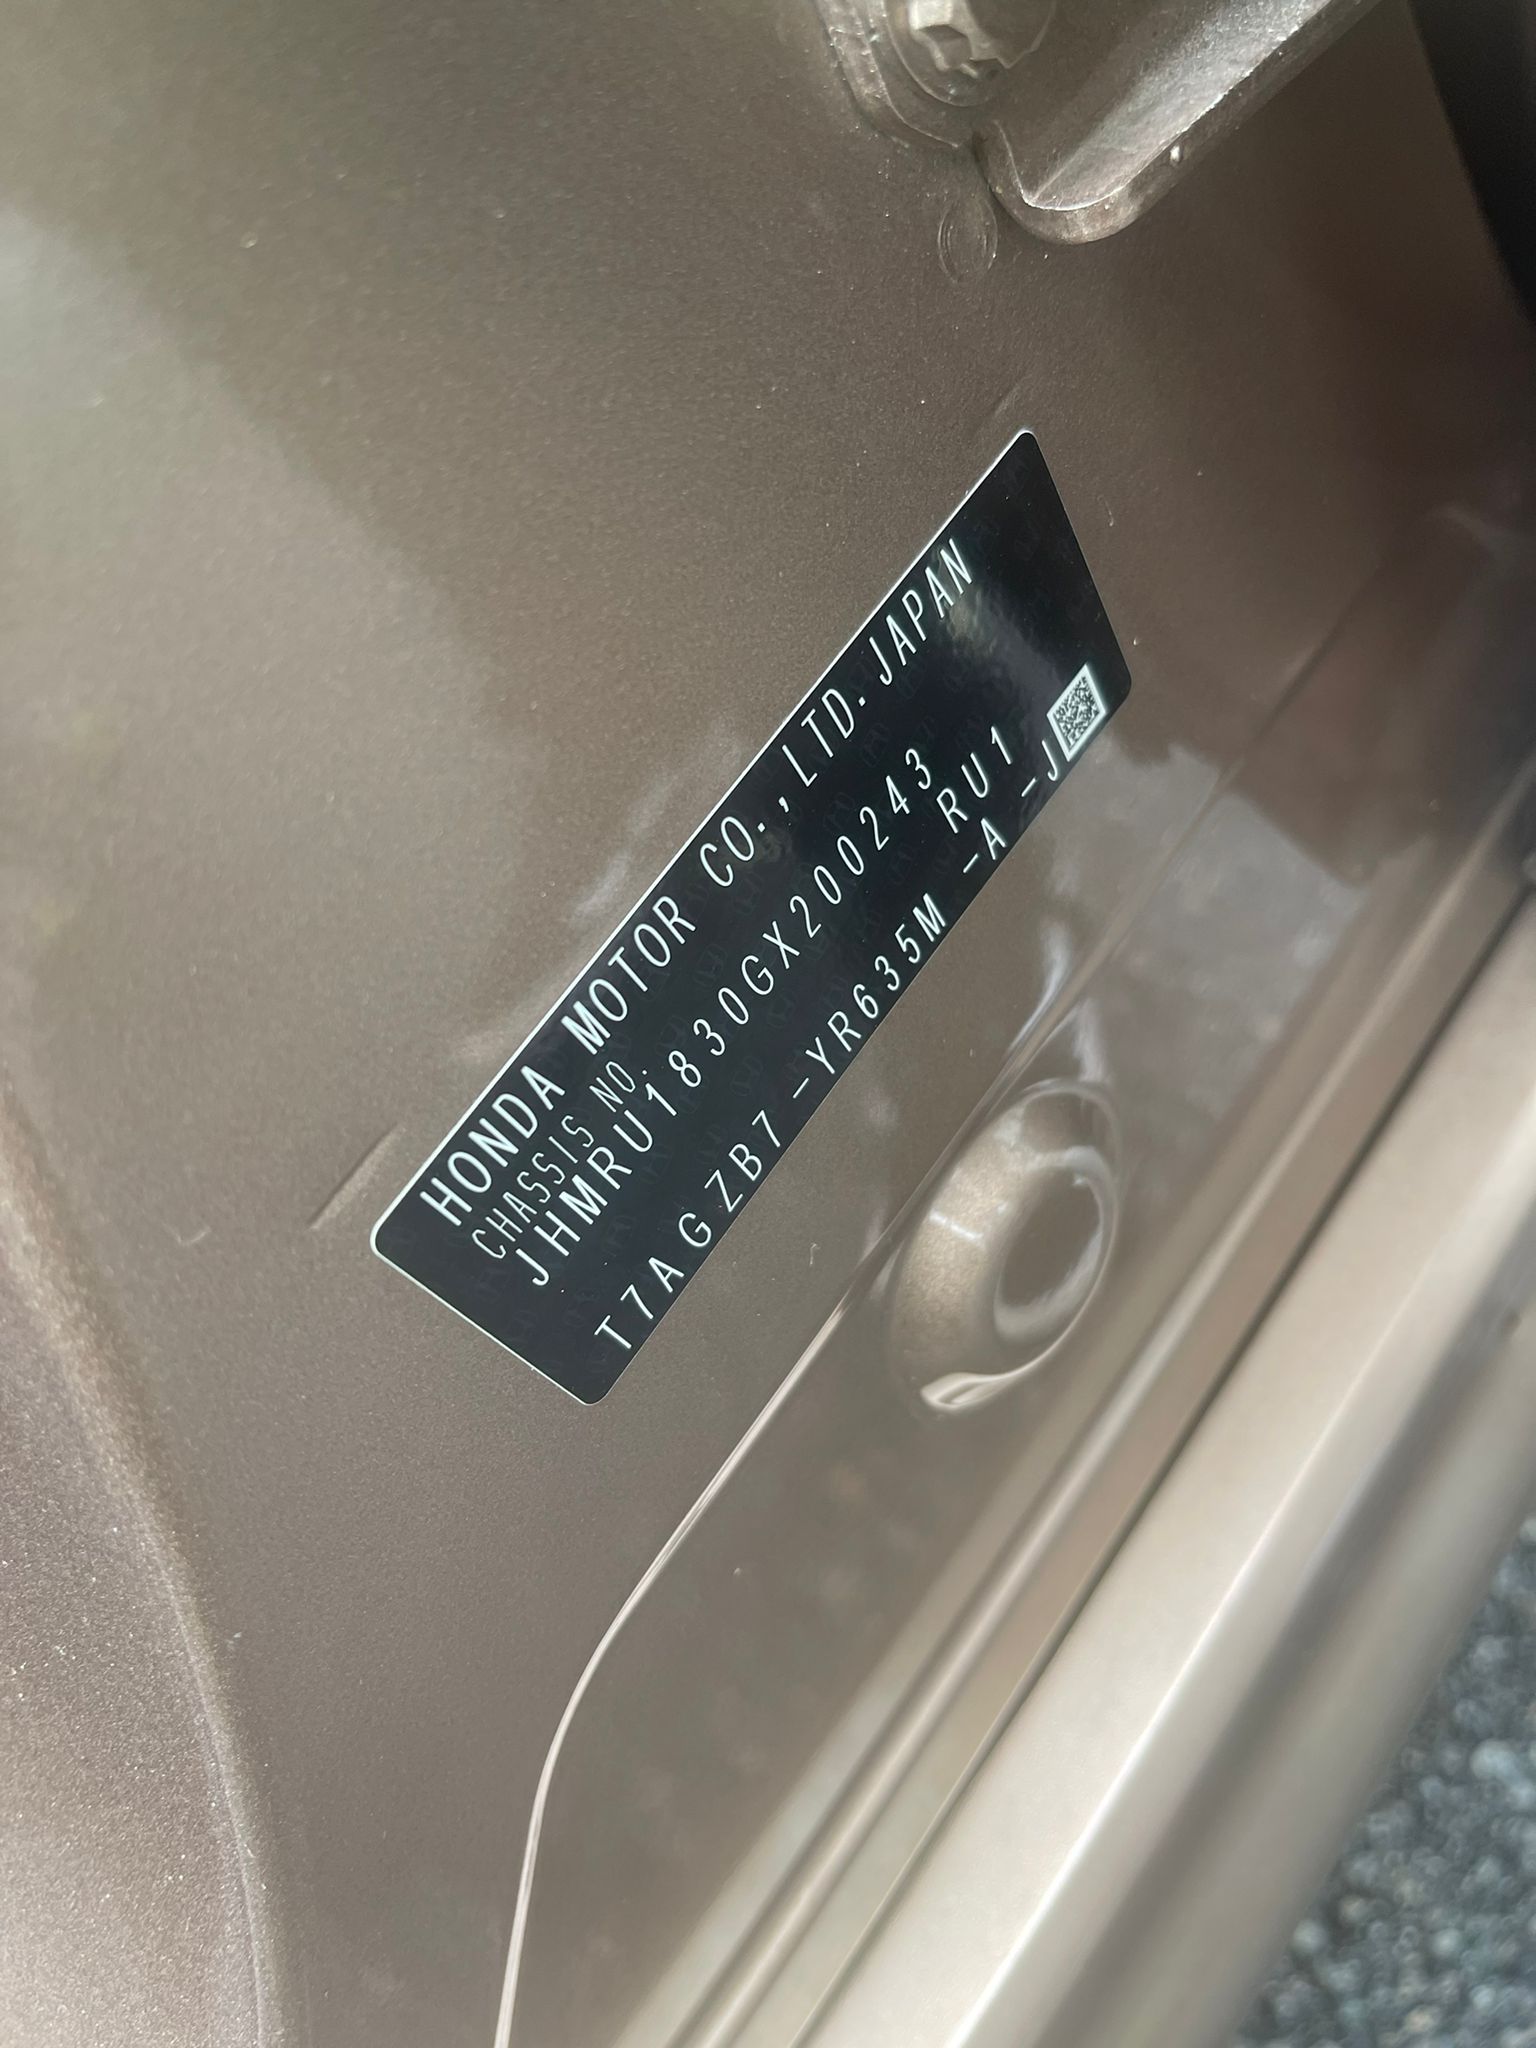 HONDA MOTOR CO.,LTD.JAPAN
CHASSIS NO.
JHMRU1830GX200243
RU1
T7AGZB7-YR635M -A -J